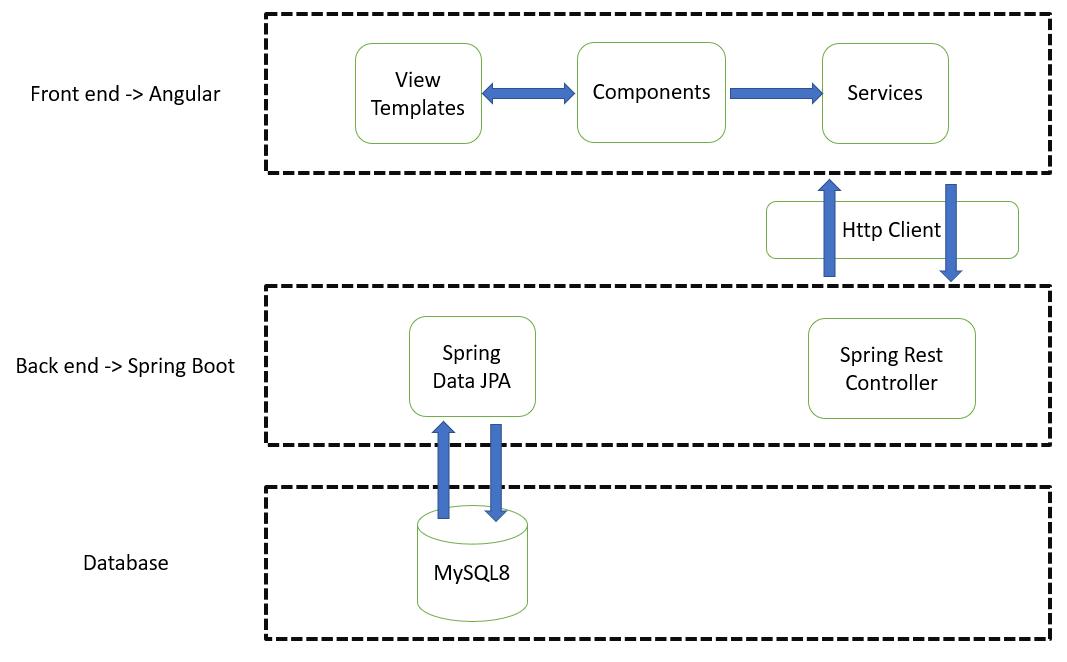 Front end -> Angular
View
Templates
Components
Services
Http Client
Back end -> Spring Boot
Spring
Data JPA
Spring Rest
Controller
Database
MySQL8